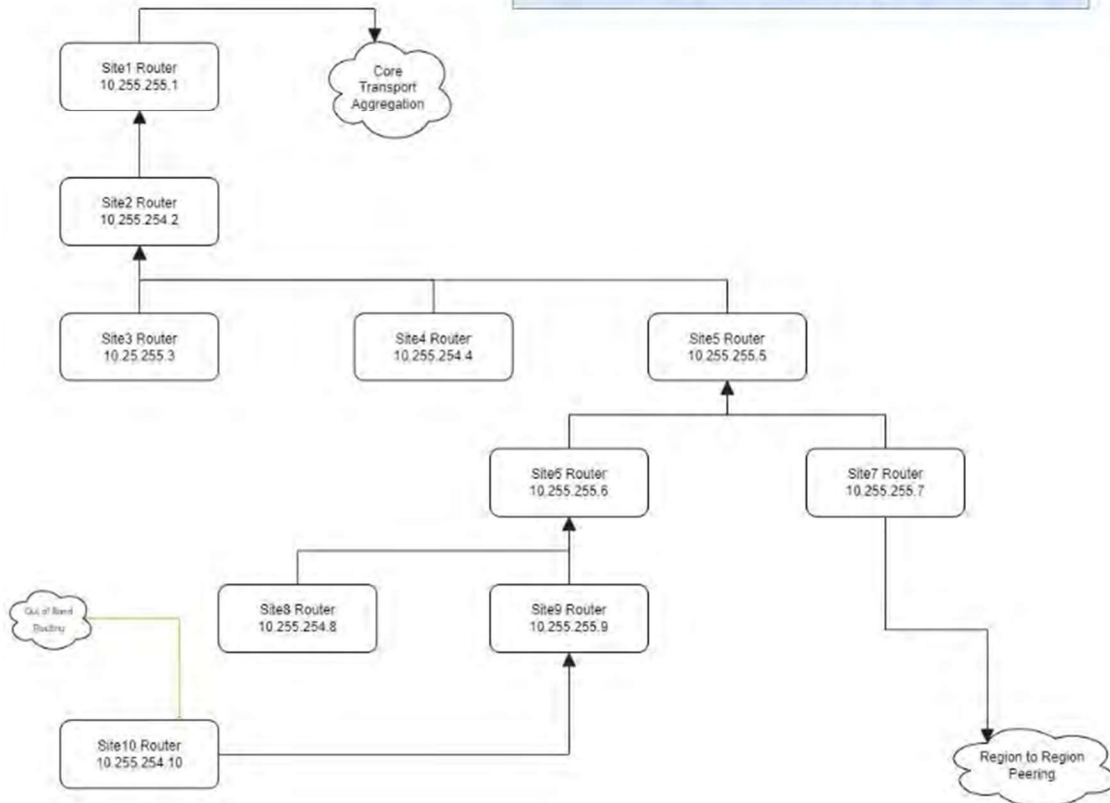 Site1 Router
10.255.255.1
Core
Transport
Aggregation
Site2 Router
10.255.254.2
Site3 Router
10.25.255.3
Site4 Router
10.255.254.4
Site5 Router
10.255.255.5
Site6 Router
10.255.255.6
Site7 Router
10.255.255.7
Out of Band
Routing
Site8 Router
10.255.254.8
Site9 Router
10.255.255.9
Site10 Router
10.255.254.10
Region to Region
Peering